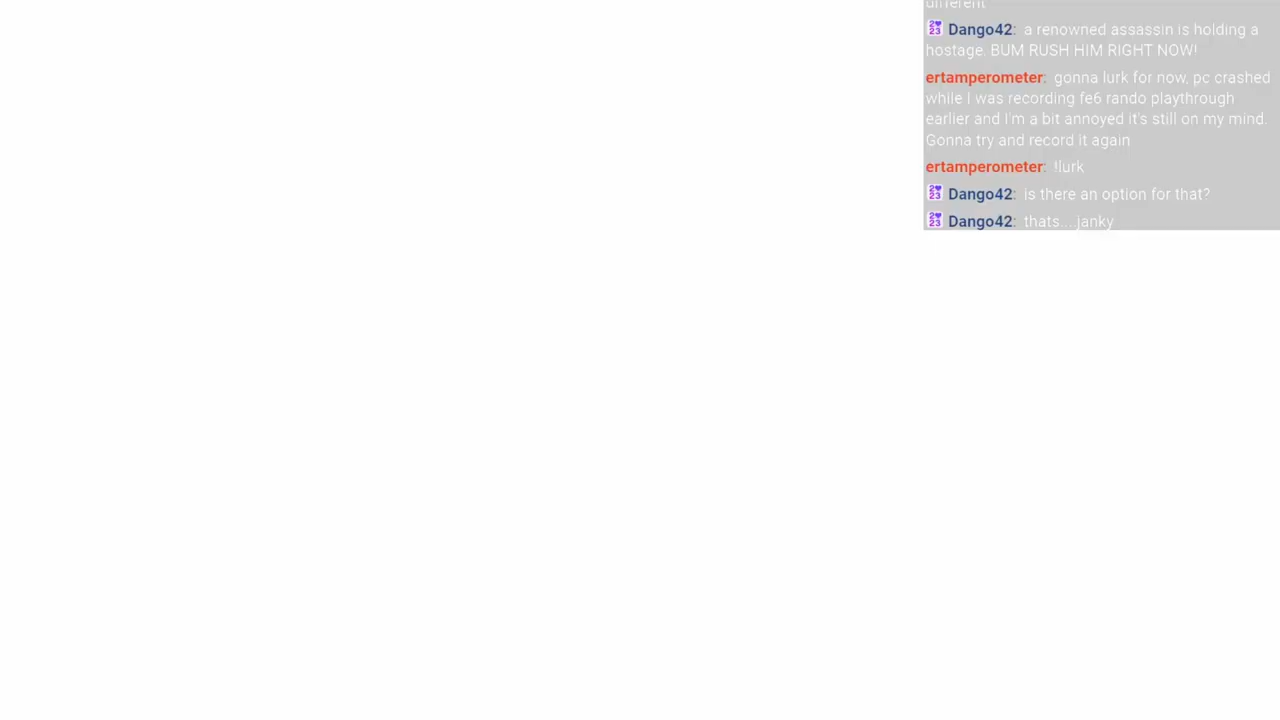 different
Dango42: a renowned assassin is holding a
hostage. BUM RUSH HIM RIGHT NOW!
ertamperometer: gonna lurk for now, pc crashed
while I was recording fe6 rando playthrough
earlier and I'm a bit annoyed it's still on my mind.
Gonna try and record it again
ertamperometer: !lurk
Dango42: is there an option for that?
Dango42: thats....janky